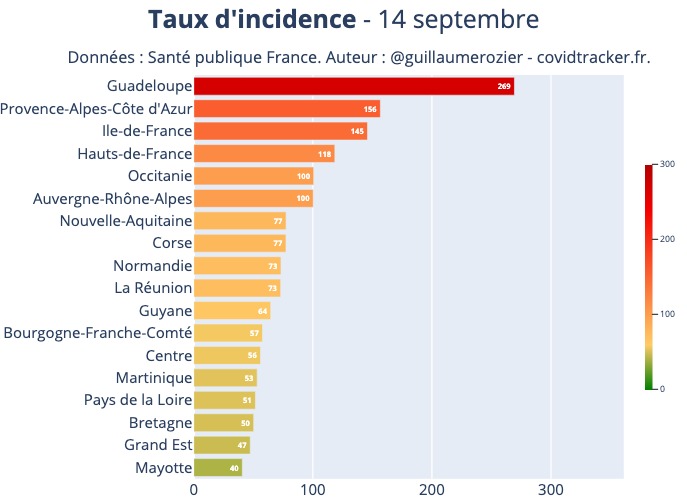 Taux d'incidence - 14 septembre
Données : Santé publique France. Auteur : @guillaumerozier - covidtracker.fr.
Guadeloupe 269
Provence-Alpes-Côte d'Azur 156
Ile-de-France 145
Hauts-de-France 118
Occitanie 100
Auvergne-Rhône-Alpes 100
Nouvelle-Aquitaine 77
Corse 77
Normandie 73
La Réunion 73
Guyane 64
Bourgogne-Franche-Comté 57
Centre 56
Martinique 53
Pays de la Loire 51
Bretagne 50
Grand Est 47
Mayotte 40
0 100 200 300
300
200
100
0